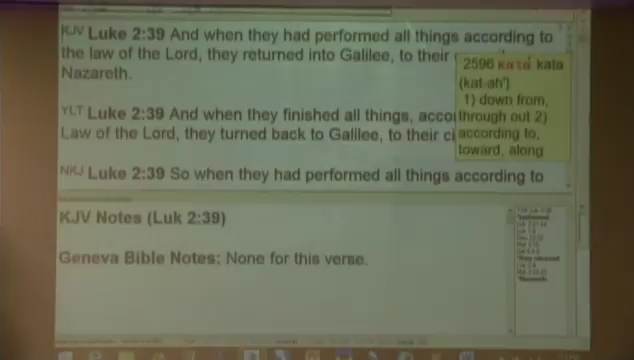 KJV Luke 2:39 And when they had performed all things according to
the law of the Lord, they returned into Galilee, to their
Nazareth.
2596 κατά kata
(kat-ah')
1) down from,
through out 2)
according to,
toward, along
YLT Luke 2:39 And when they finished all things,
Law of the Lord, they turned back to Galilee, to their
NKJ Luke 2:39 So when they had performed all things according to
KJV Notes (Luk 2:39)
Geneva Bible Notes: None for this verse.